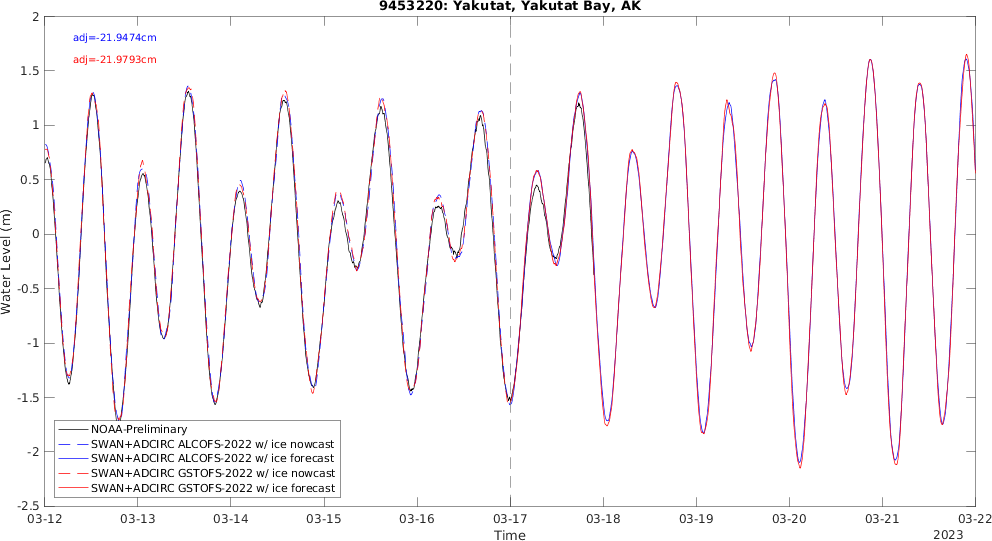 9453220: Yakutat, Yakutat Bay, AK
adj=-21.9474cm
adj=-21.9793cm
Water Level (m)
2
1.5
1
0.5
0
-0.5
-1
-1.5
-2
-2.5
NOAA-Preliminary
SWAN+ADCIRC ALCOFS-2022 w/ ice nowcast
SWAN+ADCIRC ALCOFS-2022 w/ ice forecast
SWAN+ADCIRC GSTOFS-2022 w/ ice nowcast
SWAN+ADCIRC GSTOFS-2022 w/ ice forecast
03-12 03-13 03-14 03-15 03-16 03-17 03-18 03-19 03-20 03-21 03-22
Time
2023